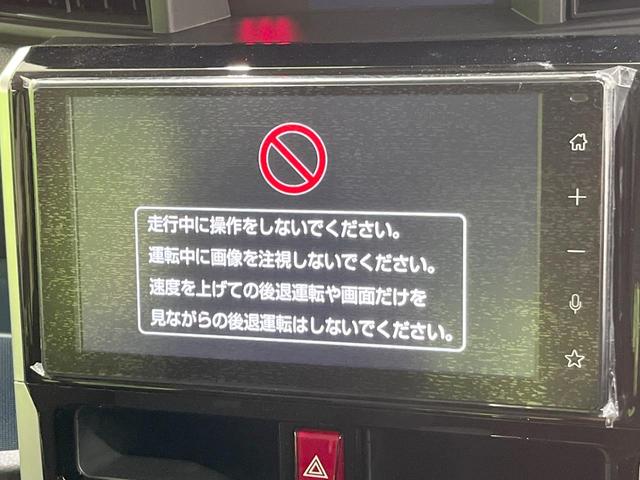 走行中に操作をしないでください。
運転中に画像を注視しないでください。
速度を上げての後退運転や画面だけを
見ながらの後退運転はしないでください。